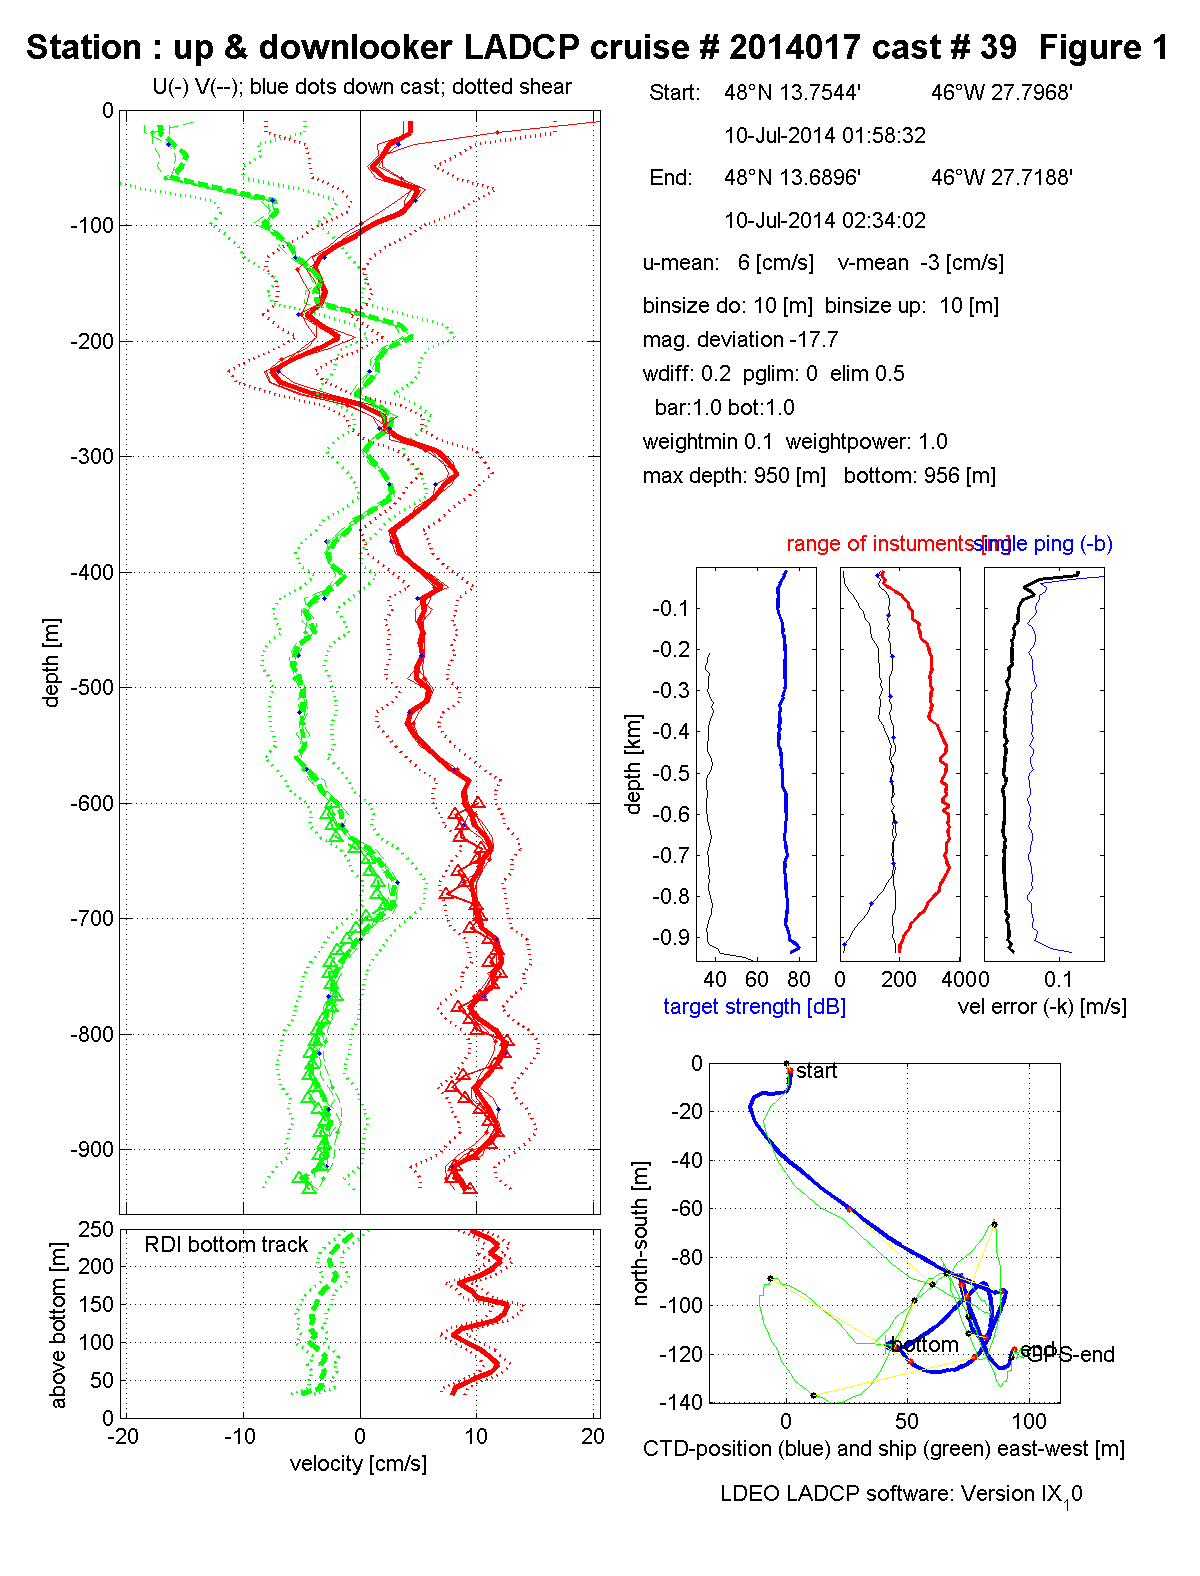 Station : up & downlooker LADCP cruise # 2014017 cast # 39  Figure 1
U(-) V(--); blue dots down cast; dotted shear
0
-100
-200
-300
-400
-500
-600
-700
-800
-900
depth [m]
RDI bottom track
250
200
150
100
50
0
above bottom [m]
-20 -10 0 10 20
velocity [cm/s]
Start: 48°N 13.7544' 46°W 27.7968'
10-Jul-2014 01:58:32
End: 48°N 13.6896' 46°W 27.7188'
10-Jul-2014 02:34:02
u-mean: 6 [cm/s] v-mean -3 [cm/s]
binsize do: 10 [m] binsize up: 10 [m]
mag. deviation -17.7
wdiff: 0.2 pglim: 0 elim 0.5
bar:1.0 bot:1.0
weightmin 0.1 weightpower: 1.0
max depth: 950 [m] bottom: 956 [m]
range of instuments [m]
single ping (-b)
-0.1
-0.2
-0.3
-0.4
-0.5
-0.6
-0.7
-0.8
-0.9
depth [km]
40 60 80
target strength [dB]
0 200 400
0 0.1
vel error (-k) [m/s]
start
bottom
end
GPS-end
0
-20
-40
-60
-80
-100
-120
-140
north-south [m]
0 50 100
CTD-position (blue) and ship (green) east-west [m]
LDEO LADCP software: Version IX10